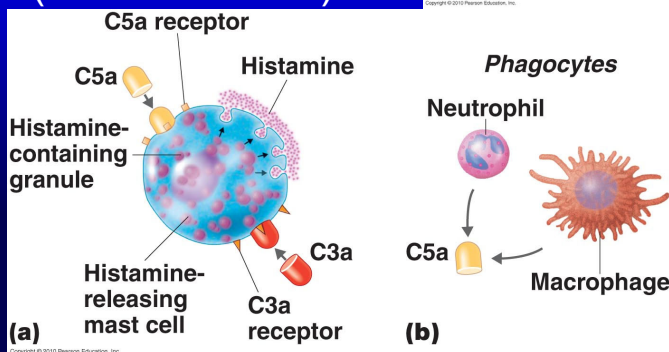 Copyright © 2010 Pearson Education, Inc.
C5a receptor
C5a
Histamine
Histamine-
containing
granule
C3a
Histamine-
releasing
mast cell
C3a
receptor
(a)
Copyright © 2010 Pearson Education, Inc.
Phagocytes
Neutrophil
C5a
Macrophage
(b)